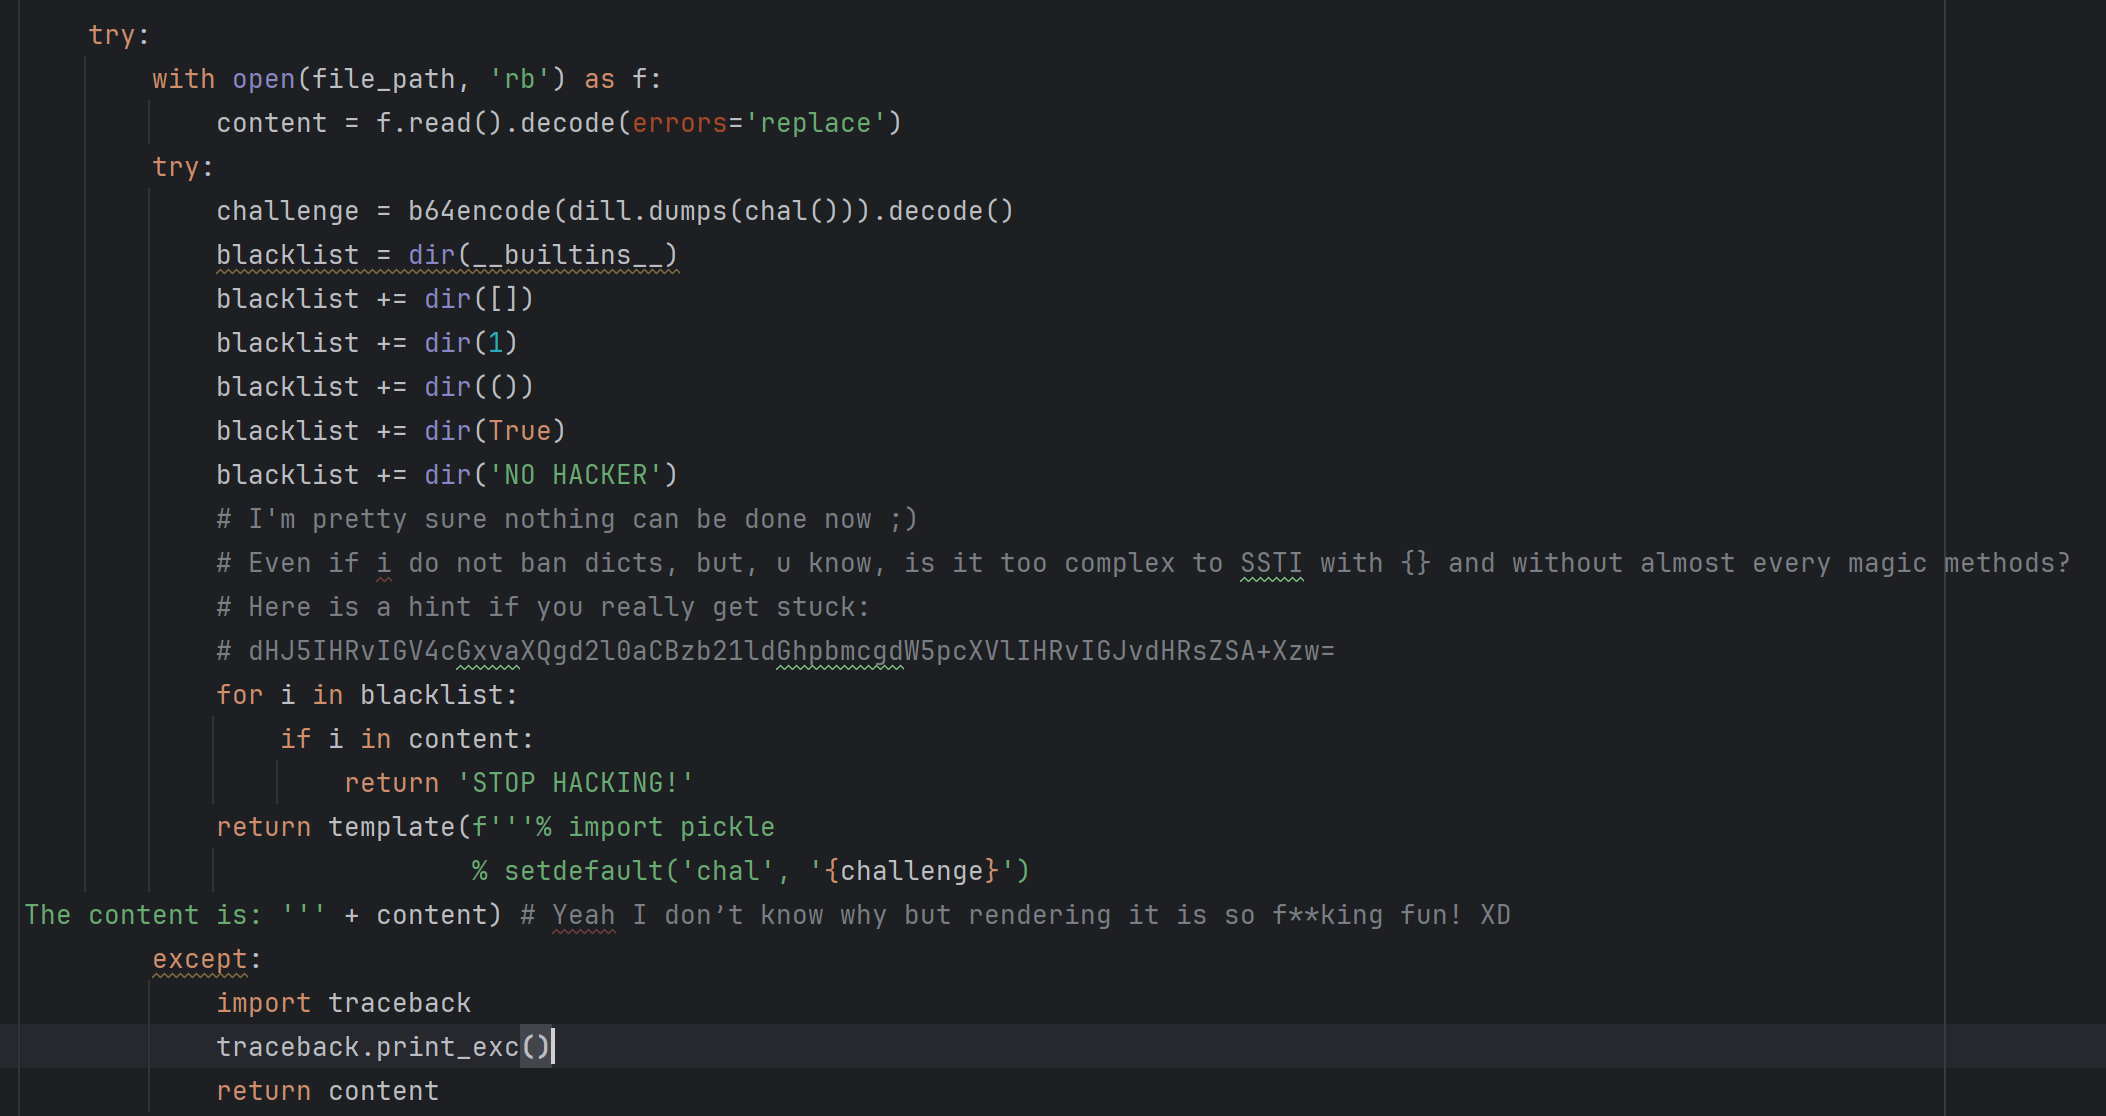 try:
with open(file_path, 'rb') as f:
content = f.read().decode(errors='replace')
try:
challenge = b64encode(dill.dumps(chal())).decode()
blacklist = dir(__builtins__)
blacklist += dir([])
blacklist += dir(1)
blacklist += dir(())
blacklist += dir(True)
blacklist += dir('NO HACKER')
# I'm pretty sure nothing can be done now ;)
# Even if i do not ban dicts, but, u know, is it too complex to SSTI with {} and without almost every magic methods?
# Here is a hint if you really get stuck:
# dHJ5IHRvIGV4cGxvaXQgd2l0aCBzb21ldGhpbmcgdW5pcXVlIHRvIGJvdHRsZSA+Xzw=
for i in blacklist:
if i in content:
return 'STOP HACKING!'
return template(f'''% import pickle
% setdefault('chal', '{challenge}')
The content is: ''' + content) # Yeah I don’t know why but rendering it is so f**king fun! XD
except:
import traceback
traceback.print_exc()
return content